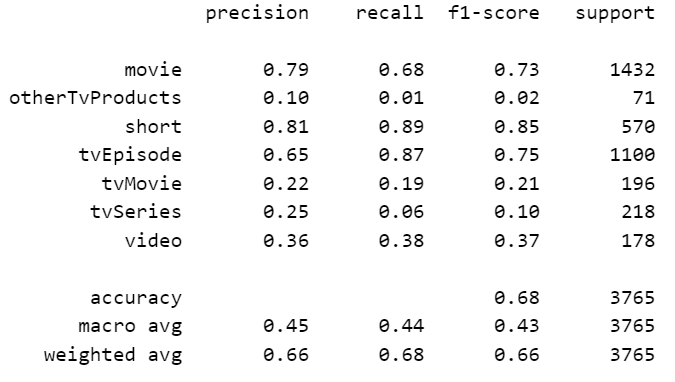 precision recall f1-score support
movie 0.79 0.68 0.73 1432
otherTvProducts 0.10 0.01 0.02 71
short 0.81 0.89 0.85 570
tvEpisode 0.65 0.87 0.75 1100
tvMovie 0.22 0.19 0.21 196
tvSeries 0.25 0.06 0.10 218
video 0.36 0.38 0.37 178
accuracy 0.68 3765
macro avg 0.45 0.44 0.43 3765
weighted avg 0.66 0.68 0.66 3765